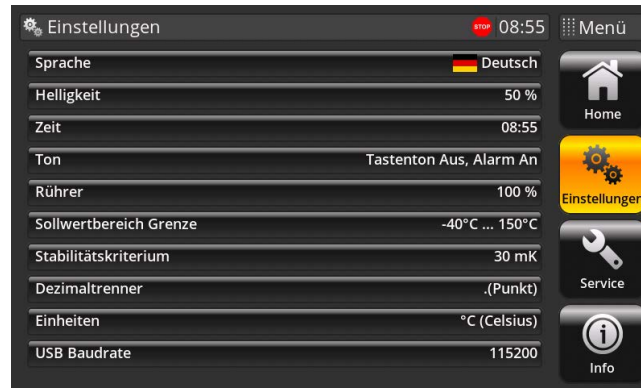 Einstellungen
STOP 08:55
Menü
Sprache Deutsch
Helligkeit 50 %
Zeit 08:55
Ton Tastenton Aus, Alarm An
Rührer 100 %
Sollwertbereich Grenze -40°C ... 150°C
Stabilitätskriterium 30 mK
Dezimaltrenner .(Punkt)
Einheiten °C (Celsius)
USB Baudrate 115200
Home
Einstellungen
Service
Info